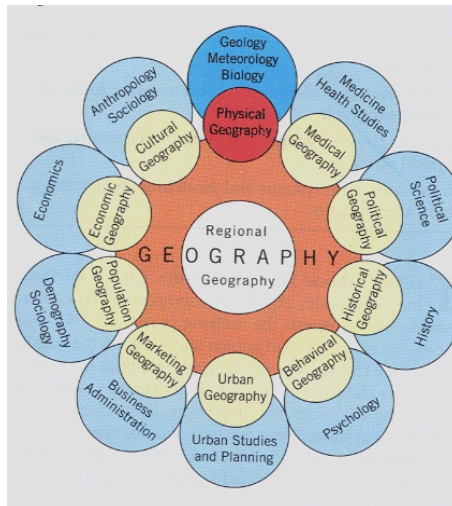 Geology
Meteorology
Biology
Physical
Geography
Medicine
Health Studies
Medical
Geography
Political
Science
Political
Geography
History
Historical
Geography
Psychology
Behavioral
Geography
Urban
Geography
Urban Studies
and Planning
Marketing
Geography
Business
Administration
Population
Geography
Demography
Sociology
Economic
Geography
Economics
Cultural
Geography
Anthropology
Sociology
Regional
GEOGRAPHY
Geography